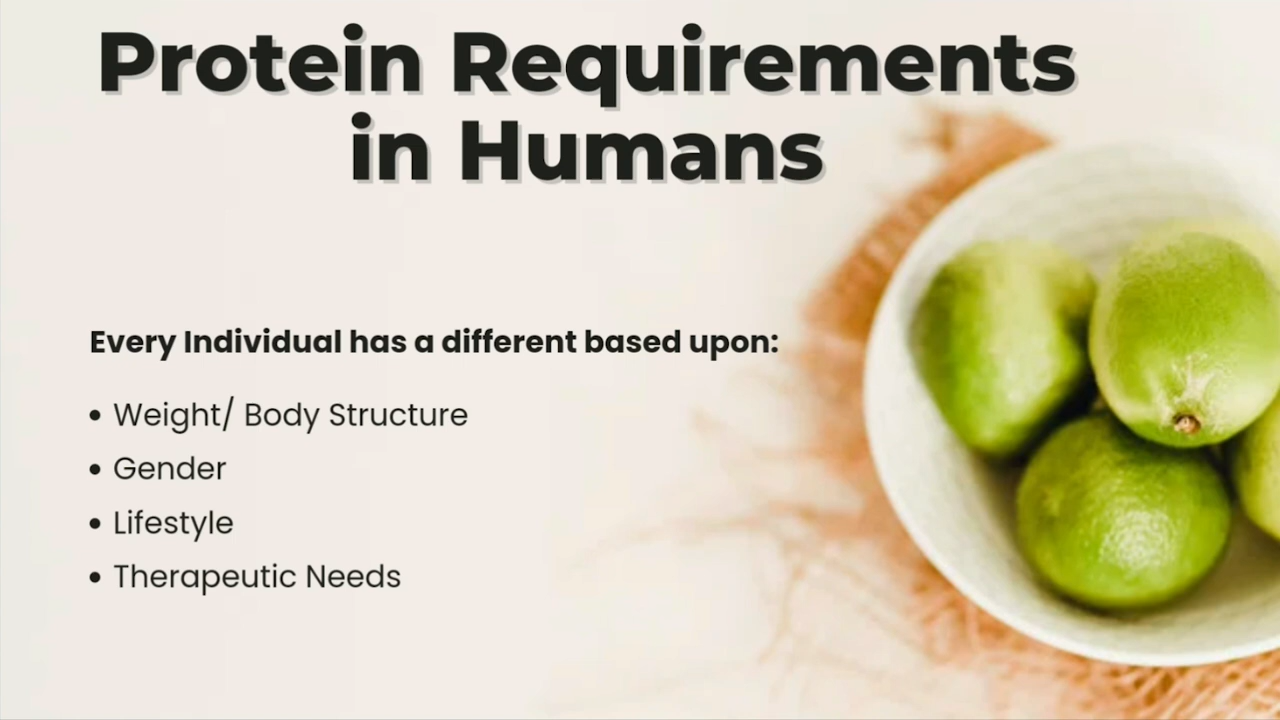 Protein Requirements
in Humans
Every Individual has a different based upon:
• Weight/ Body Structure
• Gender
• Lifestyle
• Therapeutic Needs